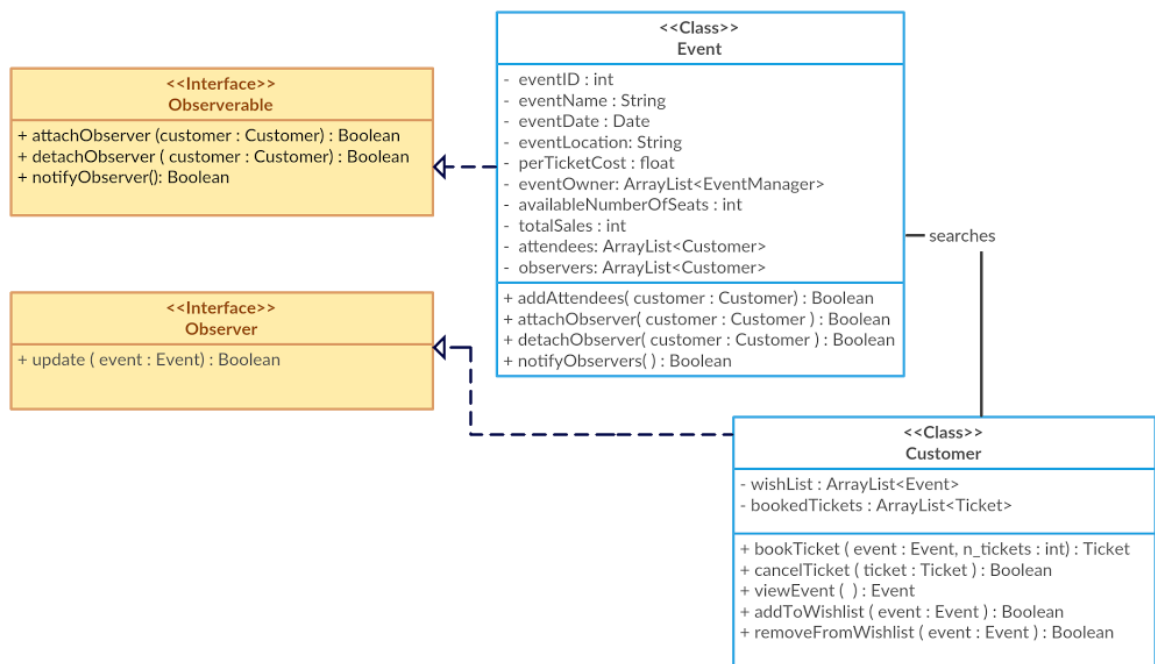 <<Interface>>
Observerable
+ attachObserver (customer : Customer) : Boolean
+ detachObserver ( customer : Customer) : Boolean
+ notifyObserver(): Boolean
<<Interface>>
Observer
+ update ( event : Event) : Boolean
<<Class>>
Event
- eventID : int
- eventName : String
- eventDate : Date
- eventLocation: String
- perTicketCost : float
- eventOwner: ArrayList<EventManager>
- availableNumberOfSeats : int
- totalSales : int
- attendees: ArrayList<Customer>
- observers: ArrayList<Customer>
+ addAttendees( customer : Customer) : Boolean
+ attachObserver( customer : Customer ) : Boolean
+ detachObserver( customer : Customer ) : Boolean
+ notifyObservers( ) : Boolean
searches
<<Class>>
Customer
- wishList : ArrayList<Event>
- bookedTickets : ArrayList<Ticket>
+ bookTicket ( event : Event, n_tickets : int) : Ticket
+ cancelTicket ( ticket : Ticket ) : Boolean
+ viewEvent ( ) : Event
+ addToWishlist ( event : Event ) : Boolean
+ removeFromWishlist ( event : Event ) : Boolean